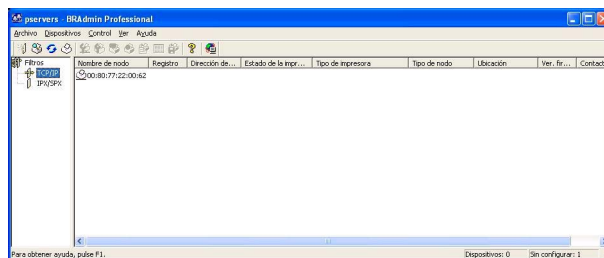 pservers - BRAdmin Professional
Archivo Dispositivos Control Ver Ayuda
Filtros
TCP/IP
IPX/SPX
Nombre de nodo Registro Dirección de... Estado de la impr... Tipo de impresora Tipo de nodo Ubicación Ver. fir... Contact
00:80:77:22:00:62
Para obtener ayuda, pulse F1. Dispositivos: 0 Sin configurar: 1